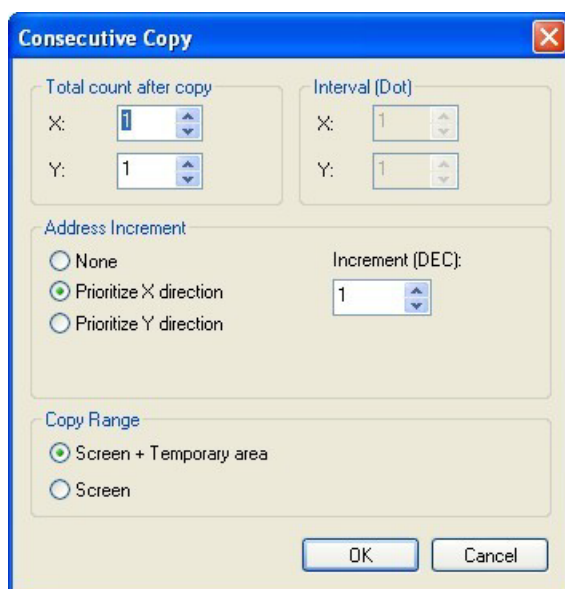 Consecutive Copy
Total count after copy
X: 1
Y: 1
Interval (Dot)
X: 1
Y: 1
Address Increment
None
Prioritize X direction
Prioritize Y direction
Increment (DEC):
1
Copy Range
Screen + Temporary area
Screen
OK
Cancel